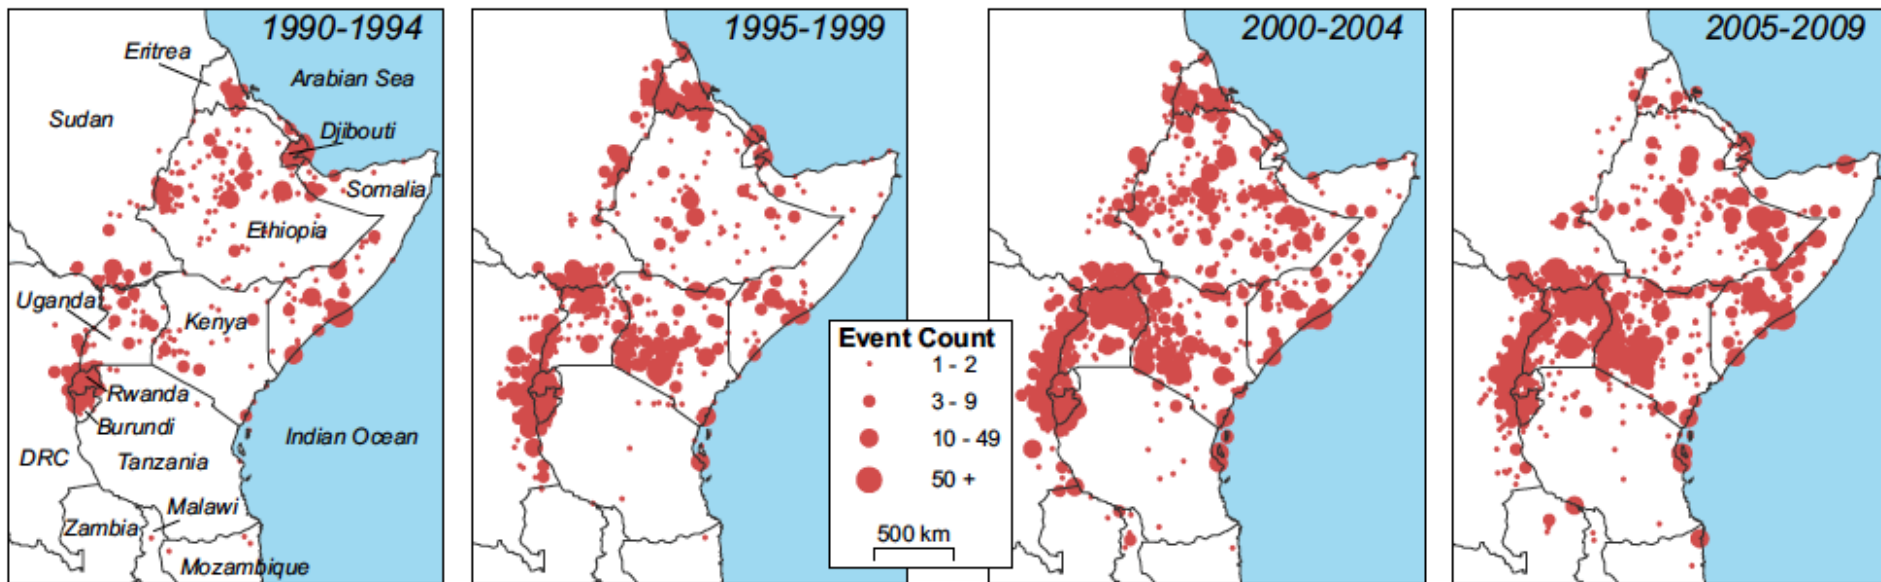 1990-1994
Eritrea
Arabian Sea
Sudan
Djibouti
Somalia
Ethiopia
Uganda
Kenya
Rwanda
Burundi
Indian Ocean
DRC
Tanzania
Malawi
Zambia
Mozambique
1995-1999
Event Count
1 - 2
3 - 9
10 - 49
50 +
500 km
2000-2004
2005-2009